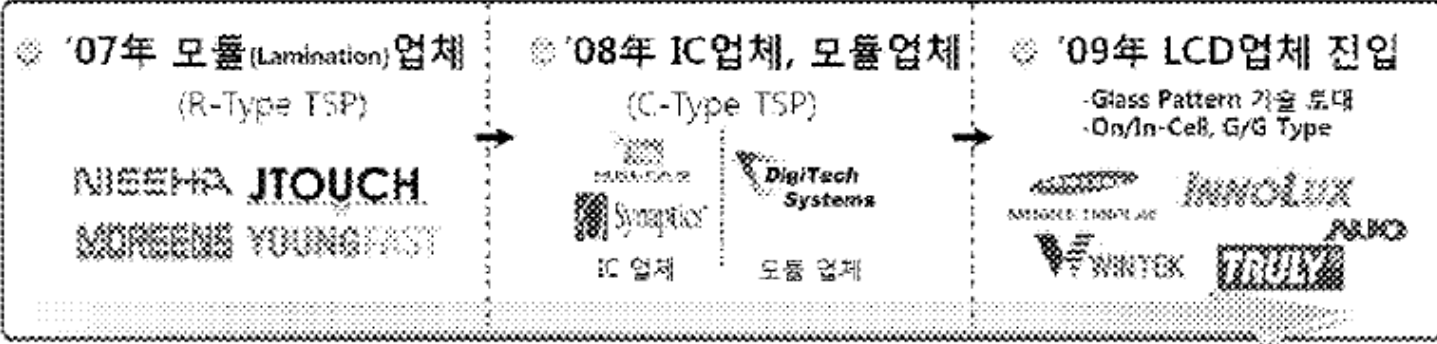 '07年 모듈(Lamination)업체
(R-Type TSP)
NISSHA JTOUCH
MOREENS YOUNGFAST
'08年 IC업체, 모듈업체
(C-Type TSP)
Synaptics
IC 업체
DigiTech
Systems
모듈 업체
'09年 LCD업체 진입
-Glass Pattern 기술 토대
-On/In-Cell, G/G Type
INNOLUX
AUO
WINTEK
TRULY